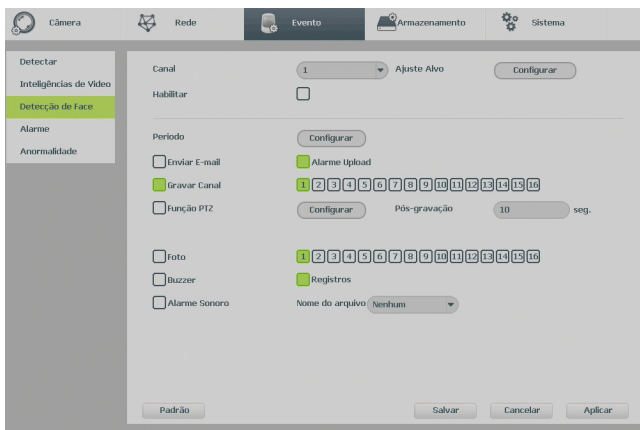 Câmera Rede Evento Armazenamento Sistema
Detectar
Inteligências de Video
Detecção de Face
Alarme
Anormalidade
Canal 1 Ajuste Alvo Configurar
Habilitar
Período Configurar
Enviar E-mail Alarme Upload
Gravar Canal 1 2 3 4 5 6 7 8 9 10 11 12 13 14 15 16
Função PTZ Configurar Pós-gravação 10 seg.
Foto 1 2 3 4 5 6 7 8 9 10 11 12 13 14 15 16
Buzzer Registros
Alarme Sonoro Nome do arquivo Nenhum
Padrão Salvar Cancelar Aplicar